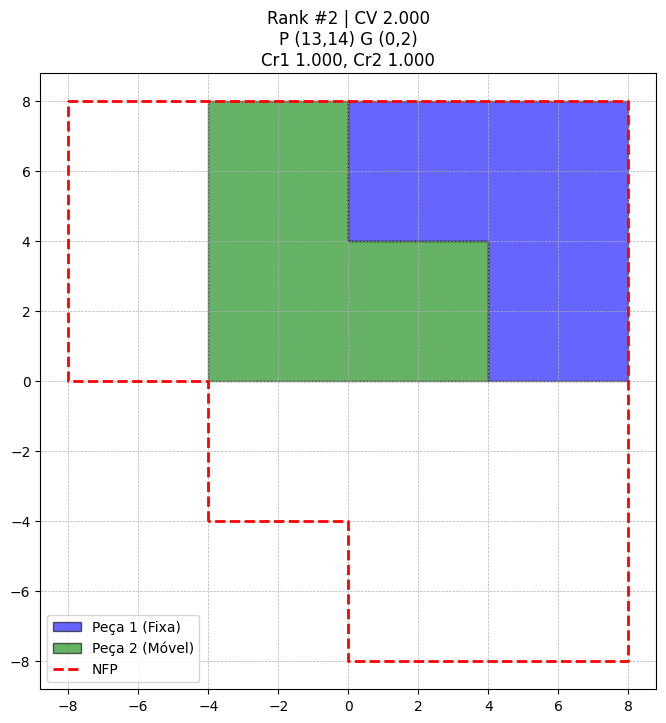 Rank #2 | CV 2.000
P (13,14) G (0,2)
Cr1 1.000, Cr2 1.000
8
6
4
2
0
−2
−4
−6
−8
Peça 1 (Fixa)
Peça 2 (Móvel)
NFP
−8 −6 −4 −2 0 2 4 6 8